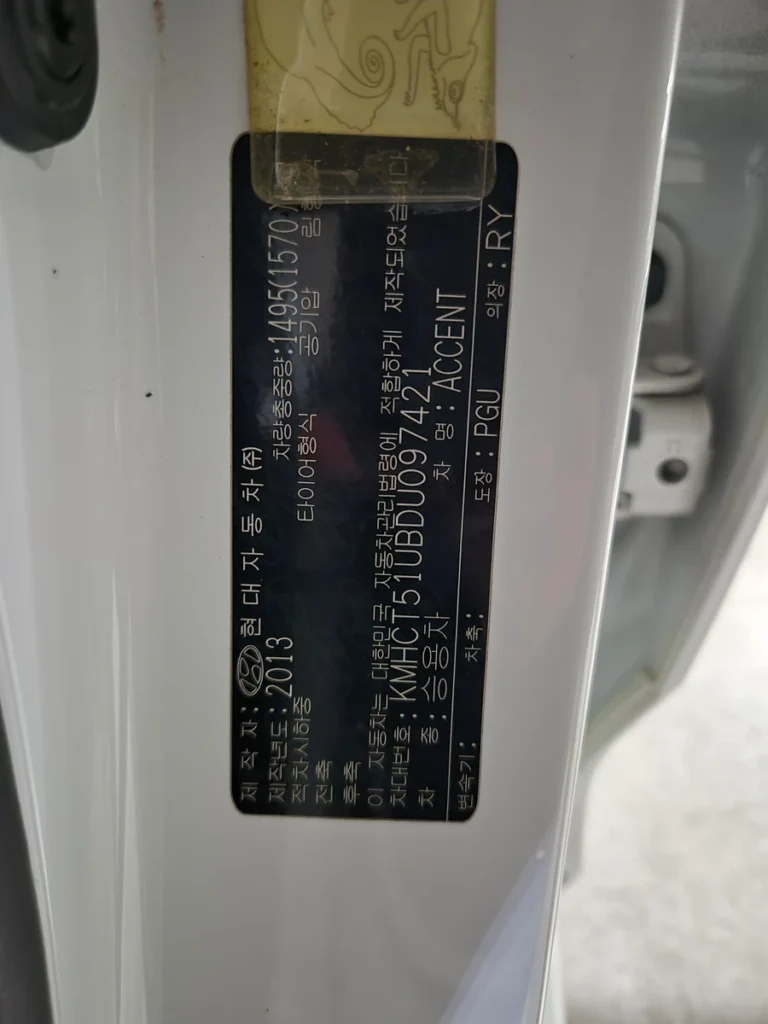 제 작 자: 현 대 자 동 차 (주)
제작년도: 2013 차량총중량:1495(1570)
적차시하중 타이어형식 공기압 림
전축
후축
이 자동차는 대한민국 자동차관리법령에 적합하게 제작되었습니다
차대번호: KMHCT51UBDU097421
차 종: 승용차 차 명: ACCENT
변속기: 차축: 도장: PGU 의장: RY